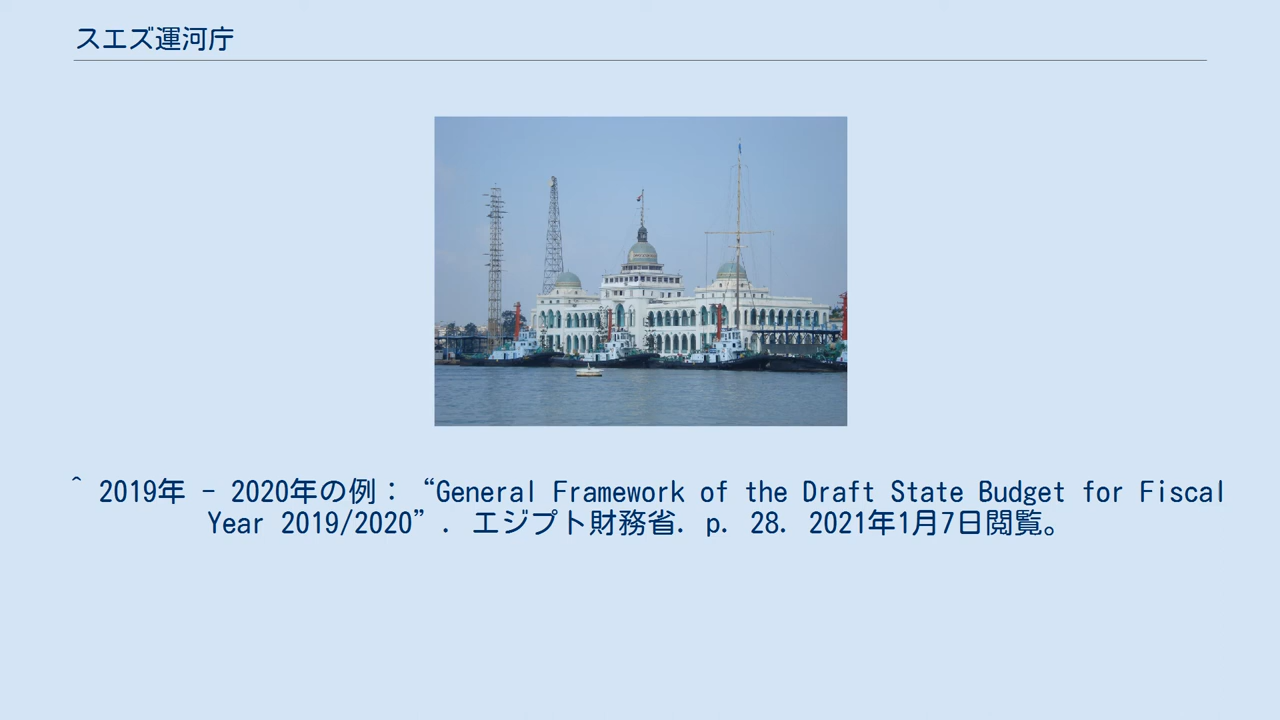 スエズ運河庁
^ 2019年 - 2020年の例： “General Framework of the Draft State Budget for Fiscal
Year 2019/2020”. エジプト財務省. p. 28. 2021年1月7日閲覧。